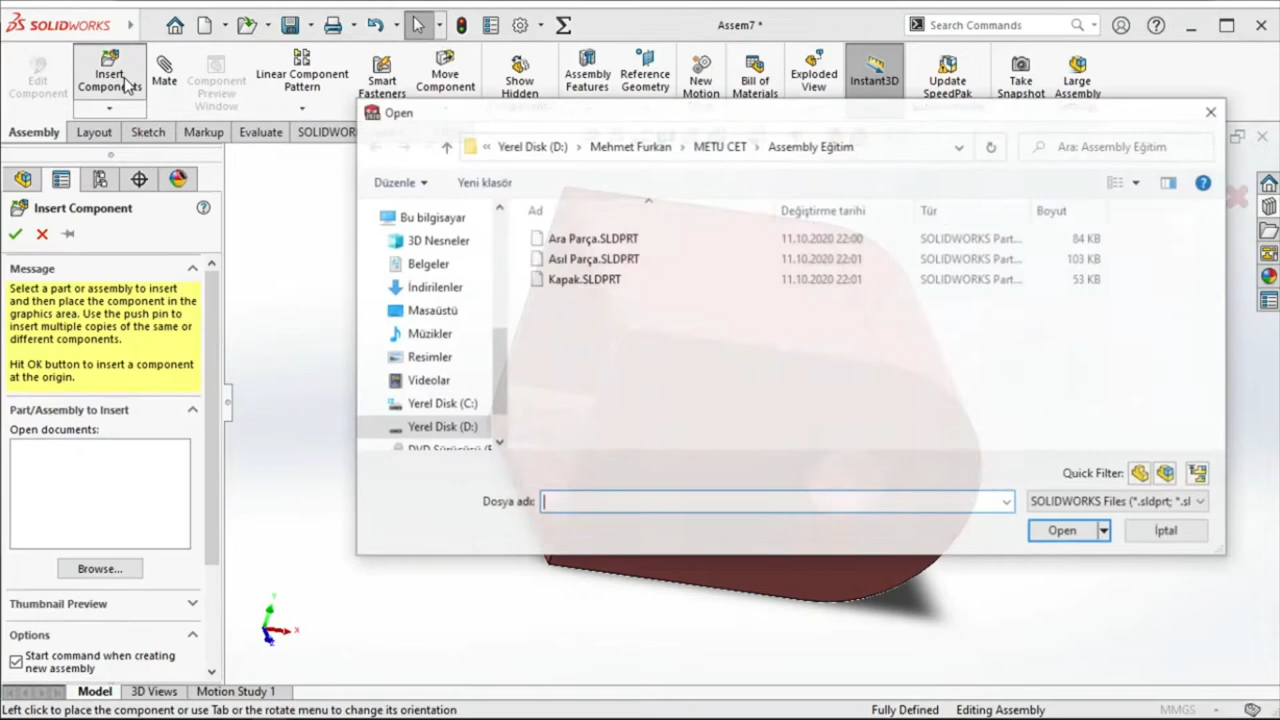 SOLIDWORKS
Assem7 *
Search Commands
Edit Component
Insert Components
Mate
Component Preview Window
Linear Component Pattern
Smart Fasteners
Move Component
Show Hidden
Assembly Features
Reference Geometry
New Motion
Bill of Materials
Exploded View
Instant3D
Update SpeedPak
Take Snapshot
Large Assembly
Assembly
Layout
Sketch
Markup
Evaluate
SOLIDWOR
Open
« Yerel Disk (D:) > Mehmet Furkan > METU CET > Assembly Eğitim
Ara: Assembly Eğitim
Düzenle
Yeni klasör
Insert Component
Message
Select a part or assembly to insert
and then place the component in the
graphics area. Use the push pin to
insert multiple copies of the same or
different components.
Hit OK button to insert a component
at the origin.
Part/Assembly to Insert
Open documents:
Browse...
Thumbnail Preview
Options
Start command when creating
new assembly
Bu bilgisayar
3D Nesneler
Belgeler
İndirilenler
Masaüstü
Müzikler
Resimler
Videolar
Yerel Disk (C:)
Yerel Disk (D:)
Ad Değiştirme tarihi Tür Boyut
Ara Parça.SLDPRT 11.10.2020 22:00 SOLIDWORKS Part... 84 KB
Asıl Parça.SLDPRT 11.10.2020 22:01 SOLIDWORKS Part... 103 KB
Kapak.SLDPRT 11.10.2020 22:01 SOLIDWORKS Part... 53 KB
Quick Filter:
Dosya adı:
SOLIDWORKS Files (*.sldprt; *.sl
Open
İptal
Y
X
Z
Model
3D Views
Motion Study 1
Left click to place the component or use Tab or the rotate menu to change its orientation
Fully Defined
Editing Assembly
MMGS